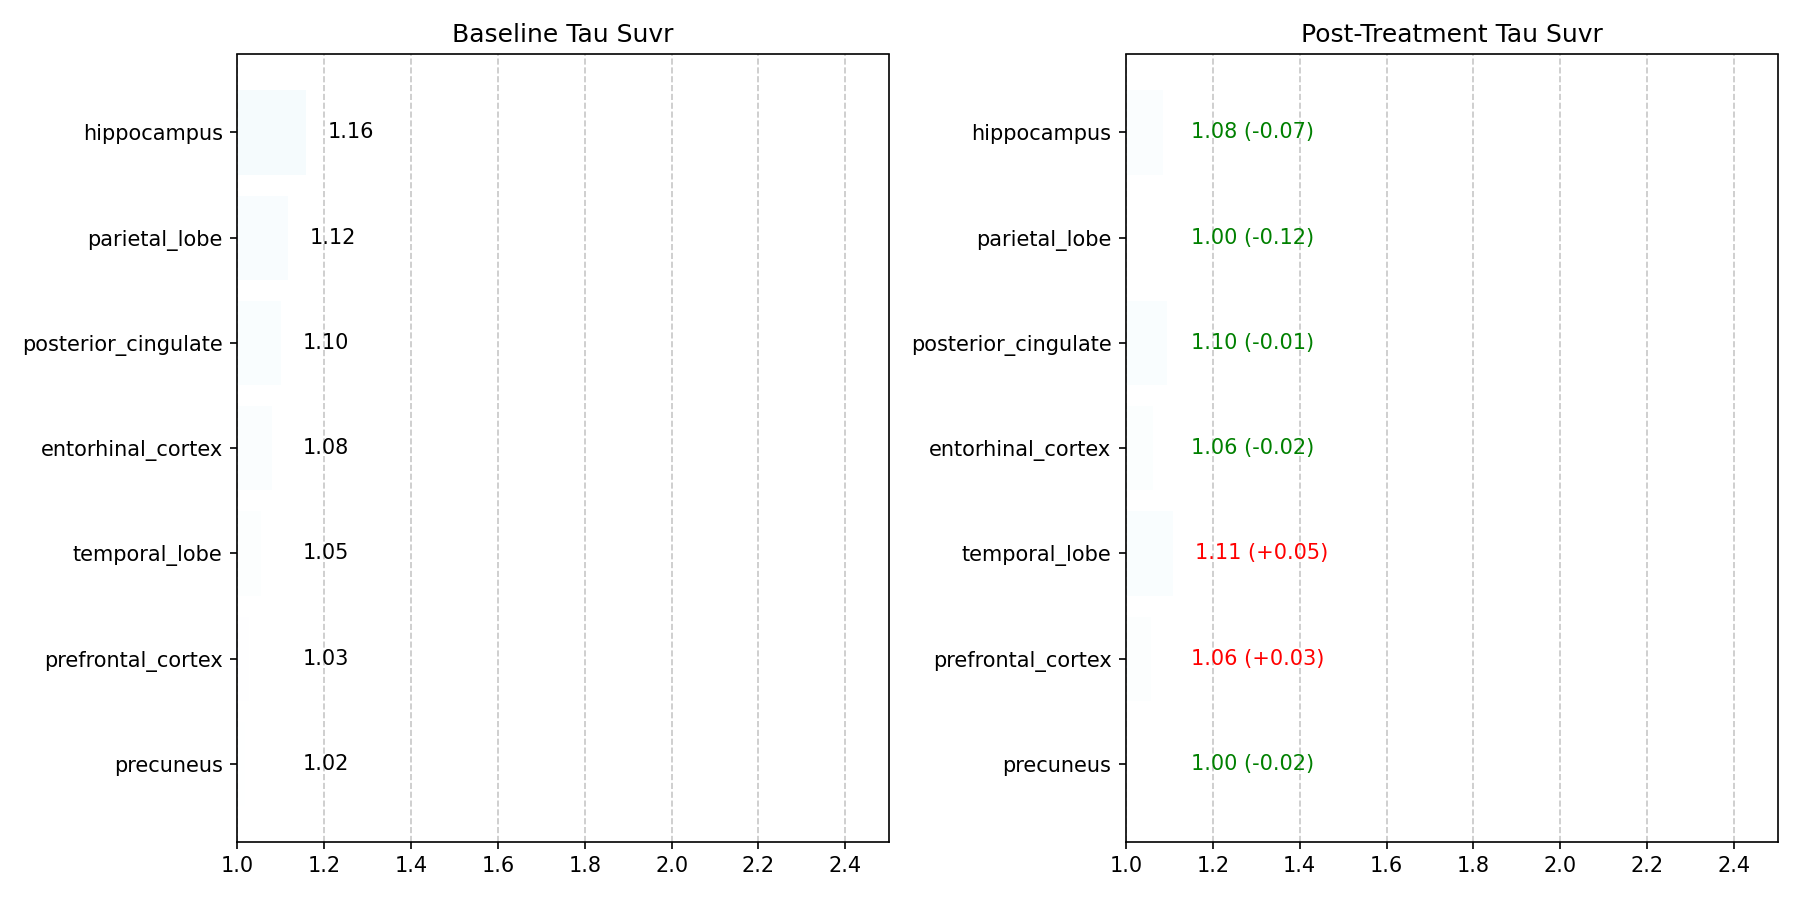 Baseline Tau Suvr
hippocampus 1.16
parietal_lobe 1.12
posterior_cingulate 1.10
entorhinal_cortex 1.08
temporal_lobe 1.05
prefrontal_cortex 1.03
precuneus 1.02
1.0 1.2 1.4 1.6 1.8 2.0 2.2 2.4
Post-Treatment Tau Suvr
hippocampus 1.08 (-0.07)
parietal_lobe 1.00 (-0.12)
posterior_cingulate 1.10 (-0.01)
entorhinal_cortex 1.06 (-0.02)
temporal_lobe 1.11 (+0.05)
prefrontal_cortex 1.06 (+0.03)
precuneus 1.00 (-0.02)
1.0 1.2 1.4 1.6 1.8 2.0 2.2 2.4